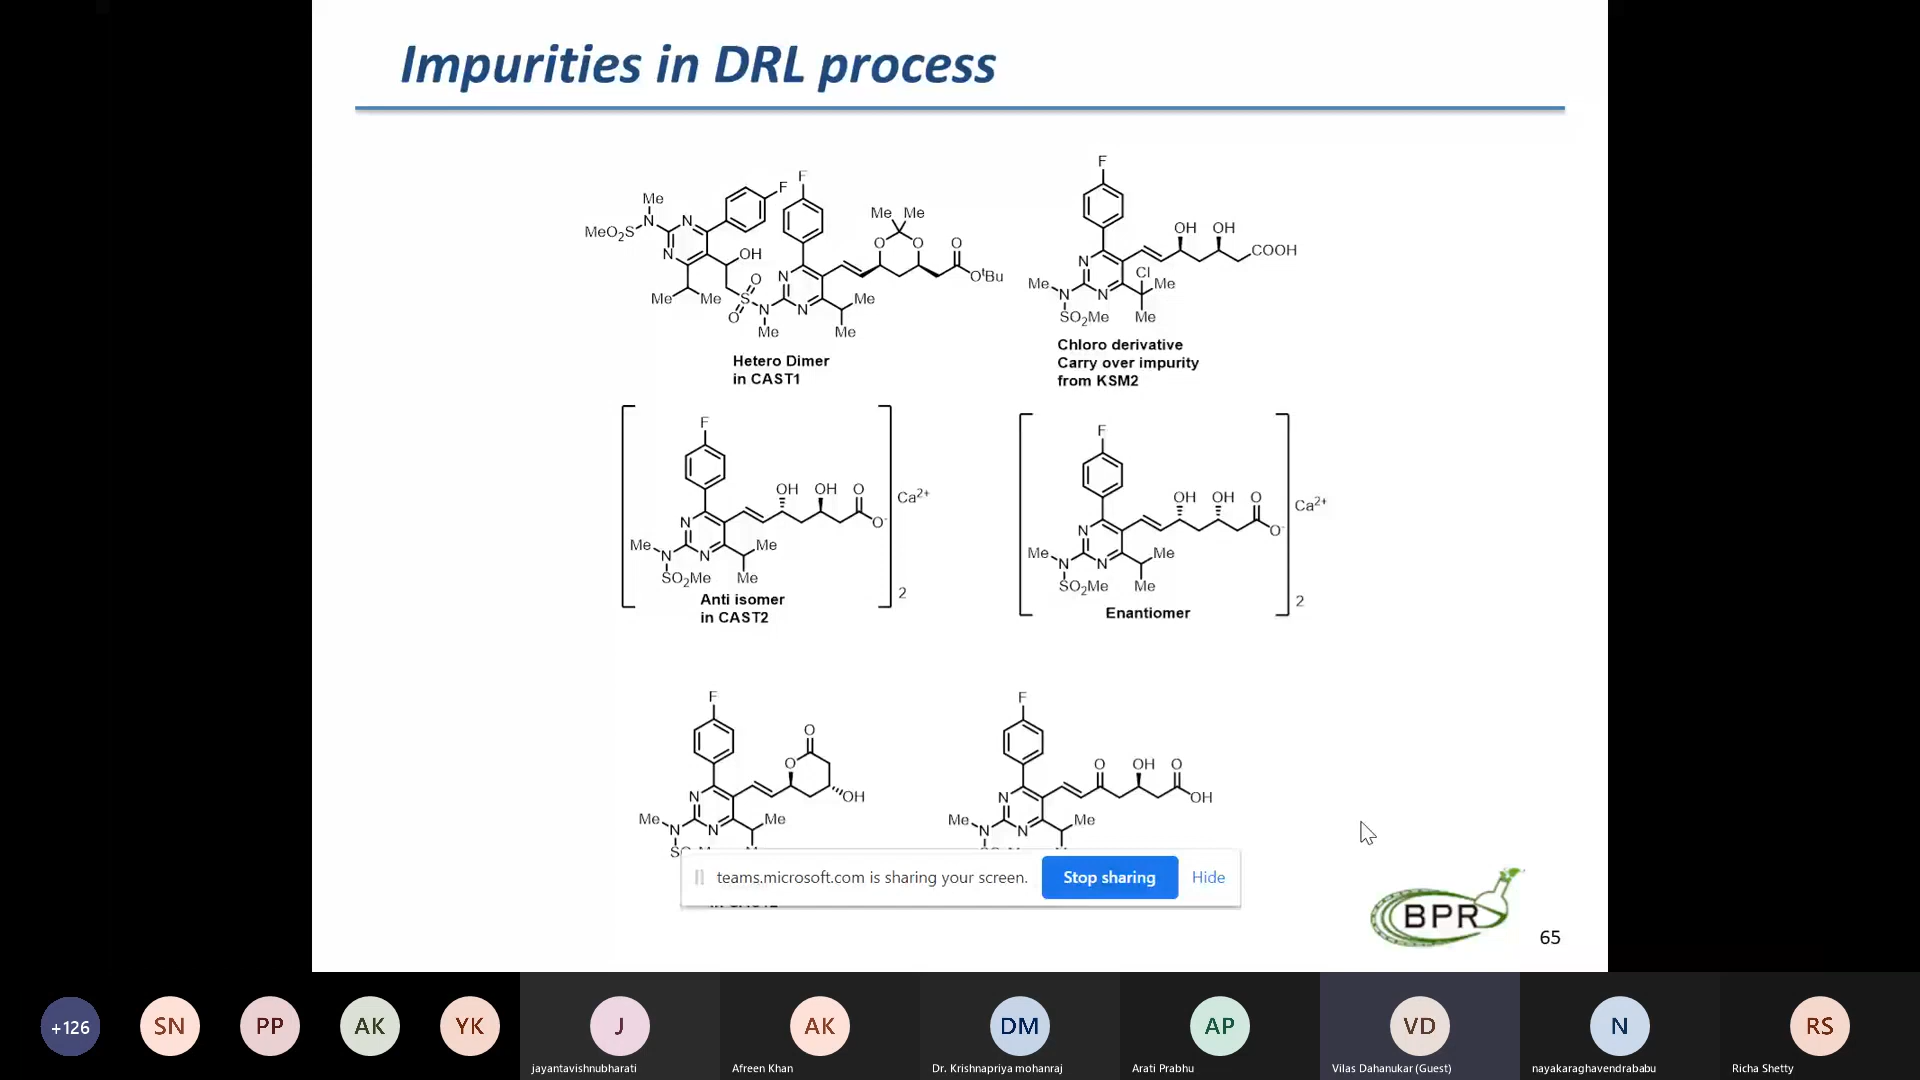 Impurities in DRL process
F
F
Me
N
MeO2S
N
N
OH
Me
Me
O
S
O
N
Me
N
N
Me
Me
Me Me
O
O
O
OtBu
Hetero Dimer
in CAST1
F
OH
OH
COOH
N
N
Cl
Me
Me
Me
N
SO2Me
Chloro derivative
Carry over impurity
from KSM2
F
OH
OH
O
O-
Ca2+
N
N
Me
N
Me
SO2Me
Me
2
Anti isomer
in CAST2
F
OH
OH
O
O-
Ca2+
N
N
Me
N
Me
SO2Me
Me
2
Enantiomer
F
O
O
OH
N
N
Me
N
Me
F
O
OH
O
OH
N
N
Me
N
Me
teams.microsoft.com is sharing your screen.
Stop sharing
Hide
BPR
65
+126
SN
PP
AK
YK
J
AK
DM
AP
VD
N
RS
jayantavishnubharati
Afreen Khan
Dr. Krishnapriya mohanraj
Arati Prabhu
Vilas Dahanukar (Guest)
nayakaraghavendrababu
Richa Shetty